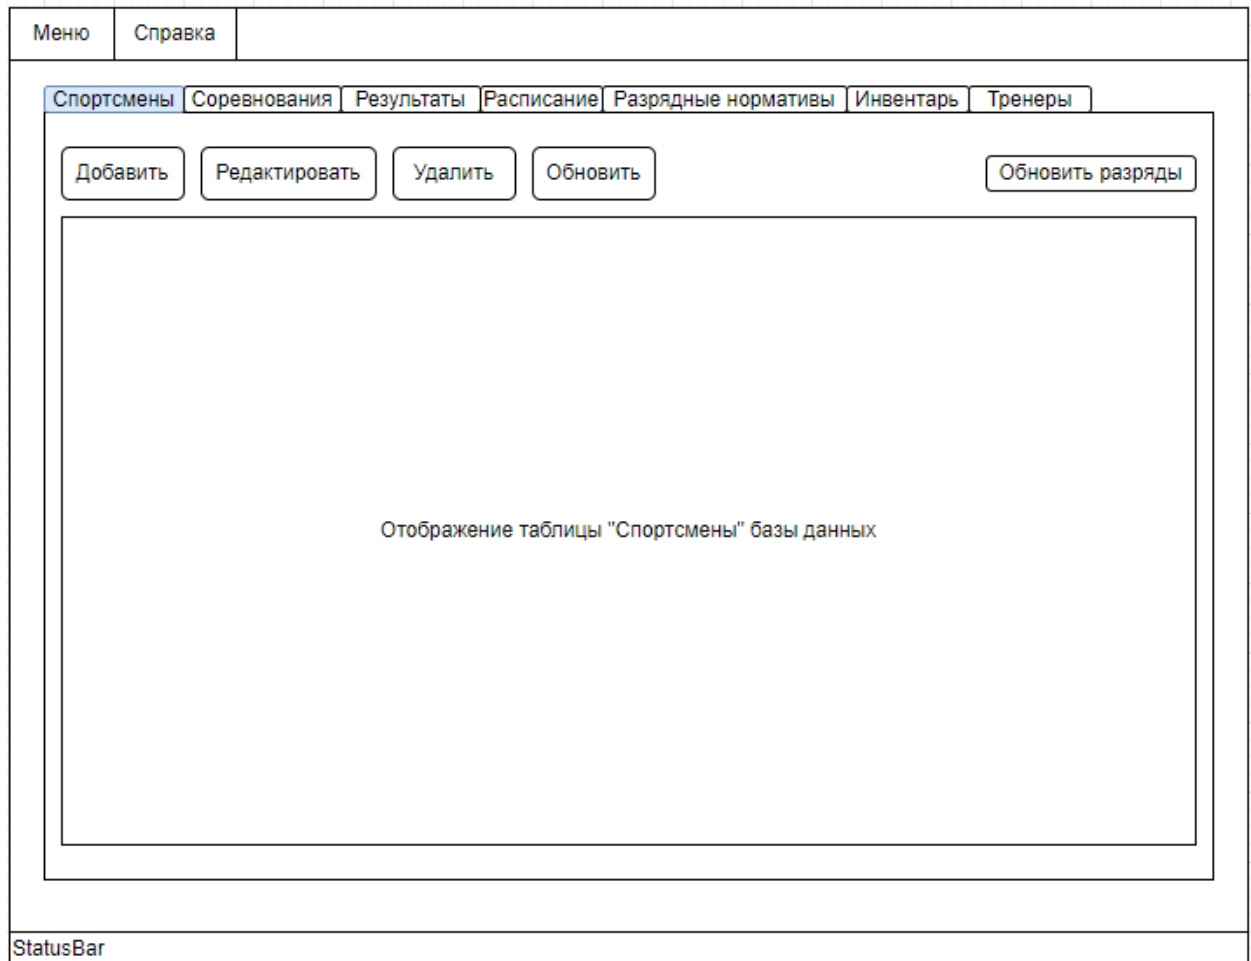 Меню Справка
Спортсмены Соревнования Результаты Расписание Разрядные нормативы Инвентарь Тренеры
Добавить Редактировать Удалить Обновить Обновить разряды
Отображение таблицы "Спортсмены" базы данных
StatusBar